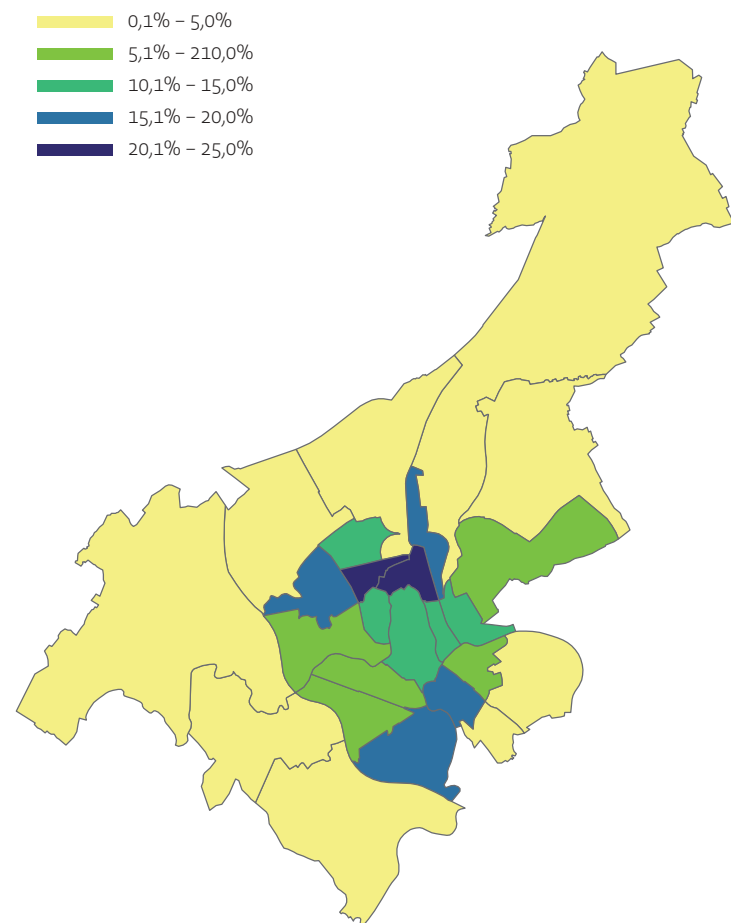 0,1% – 5,0%
5,1% – 210,0%
10,1% – 15,0%
15,1% – 20,0%
20,1% – 25,0%